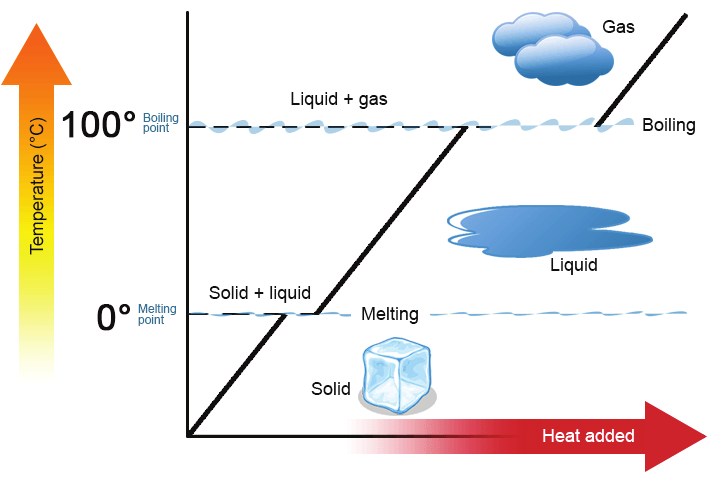 Gas
Liquid + gas
100° Boiling point
Boiling
Temperature (°C)
Liquid
Solid + liquid
0° Melting point
Melting
Solid
Heat added